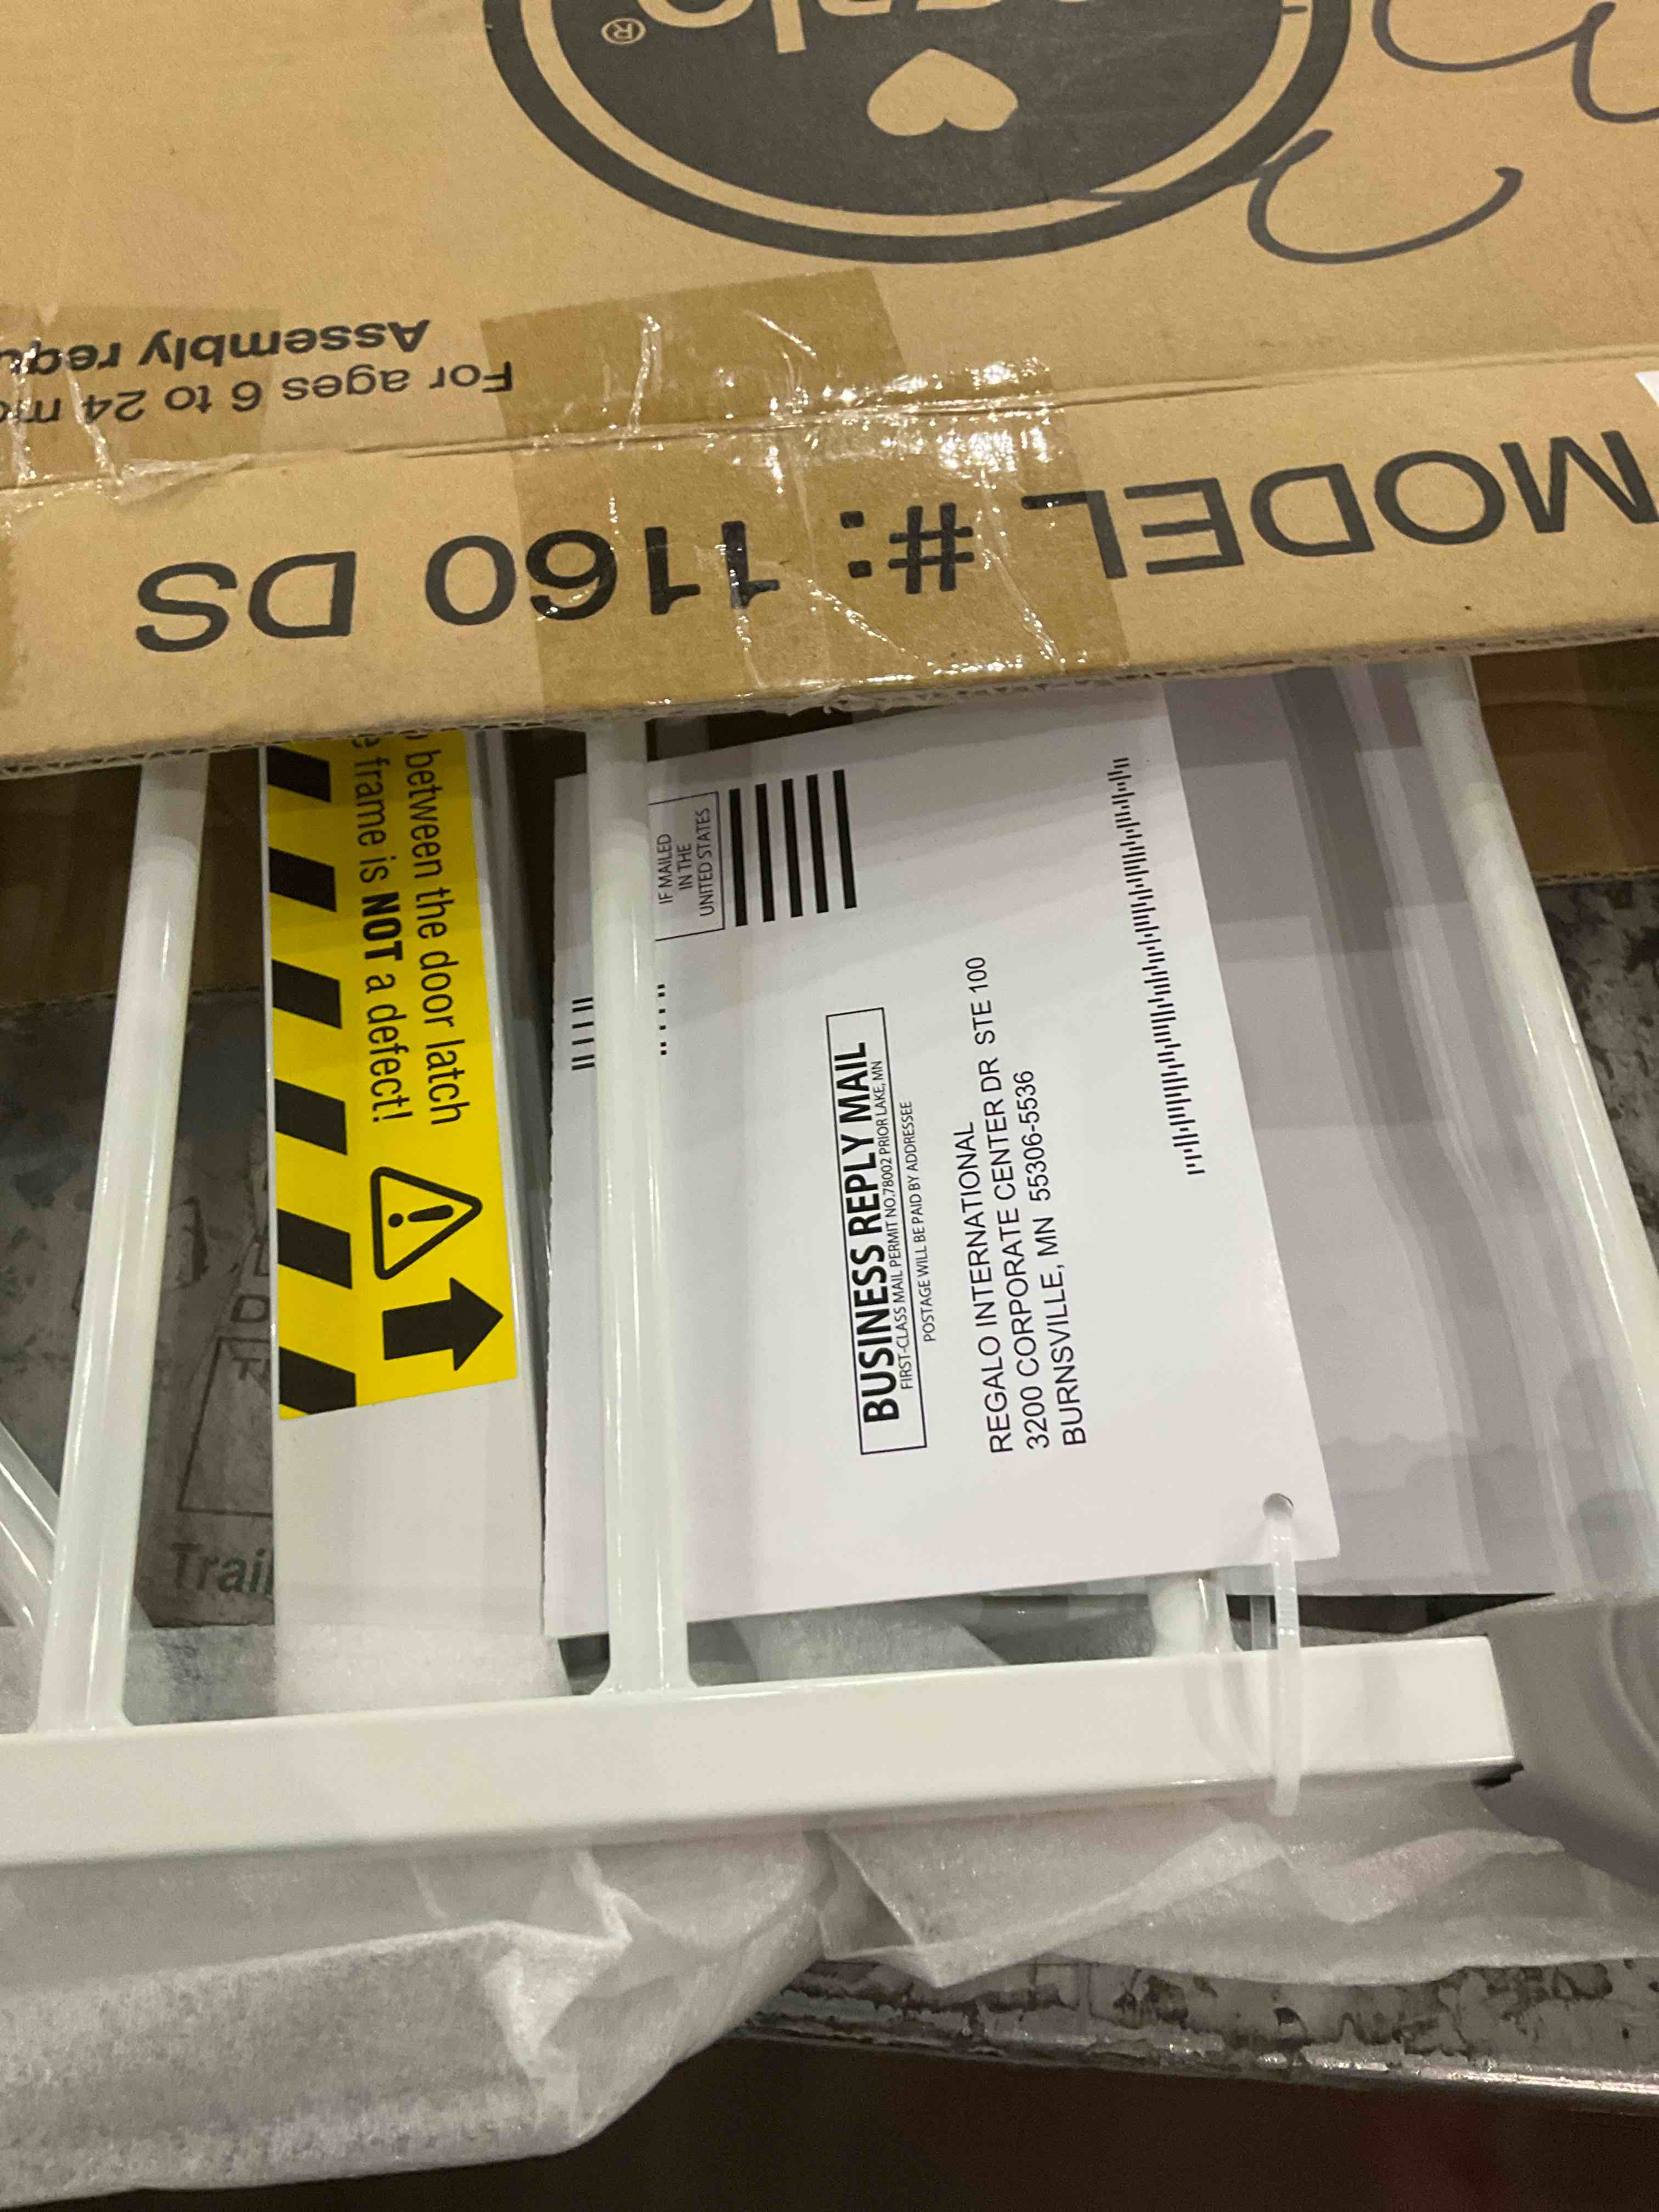 ®
Assembly
For ages 6 to 24
MODEL #: 1160 DS
between the door latch
frame is NOT a defect!
IF MAILED
IN THE
UNITED STATES
BUSINESS REPLY MAIL
FIRST-CLASS MAIL PERMIT NO.78002 PRIOR LAKE, MN
POSTAGE WILL BE PAID BY ADDRESSEE
REGALO INTERNATIONAL
3200 CORPORATE CENTER DR STE 100
BURNSVILLE, MN 55306-5536